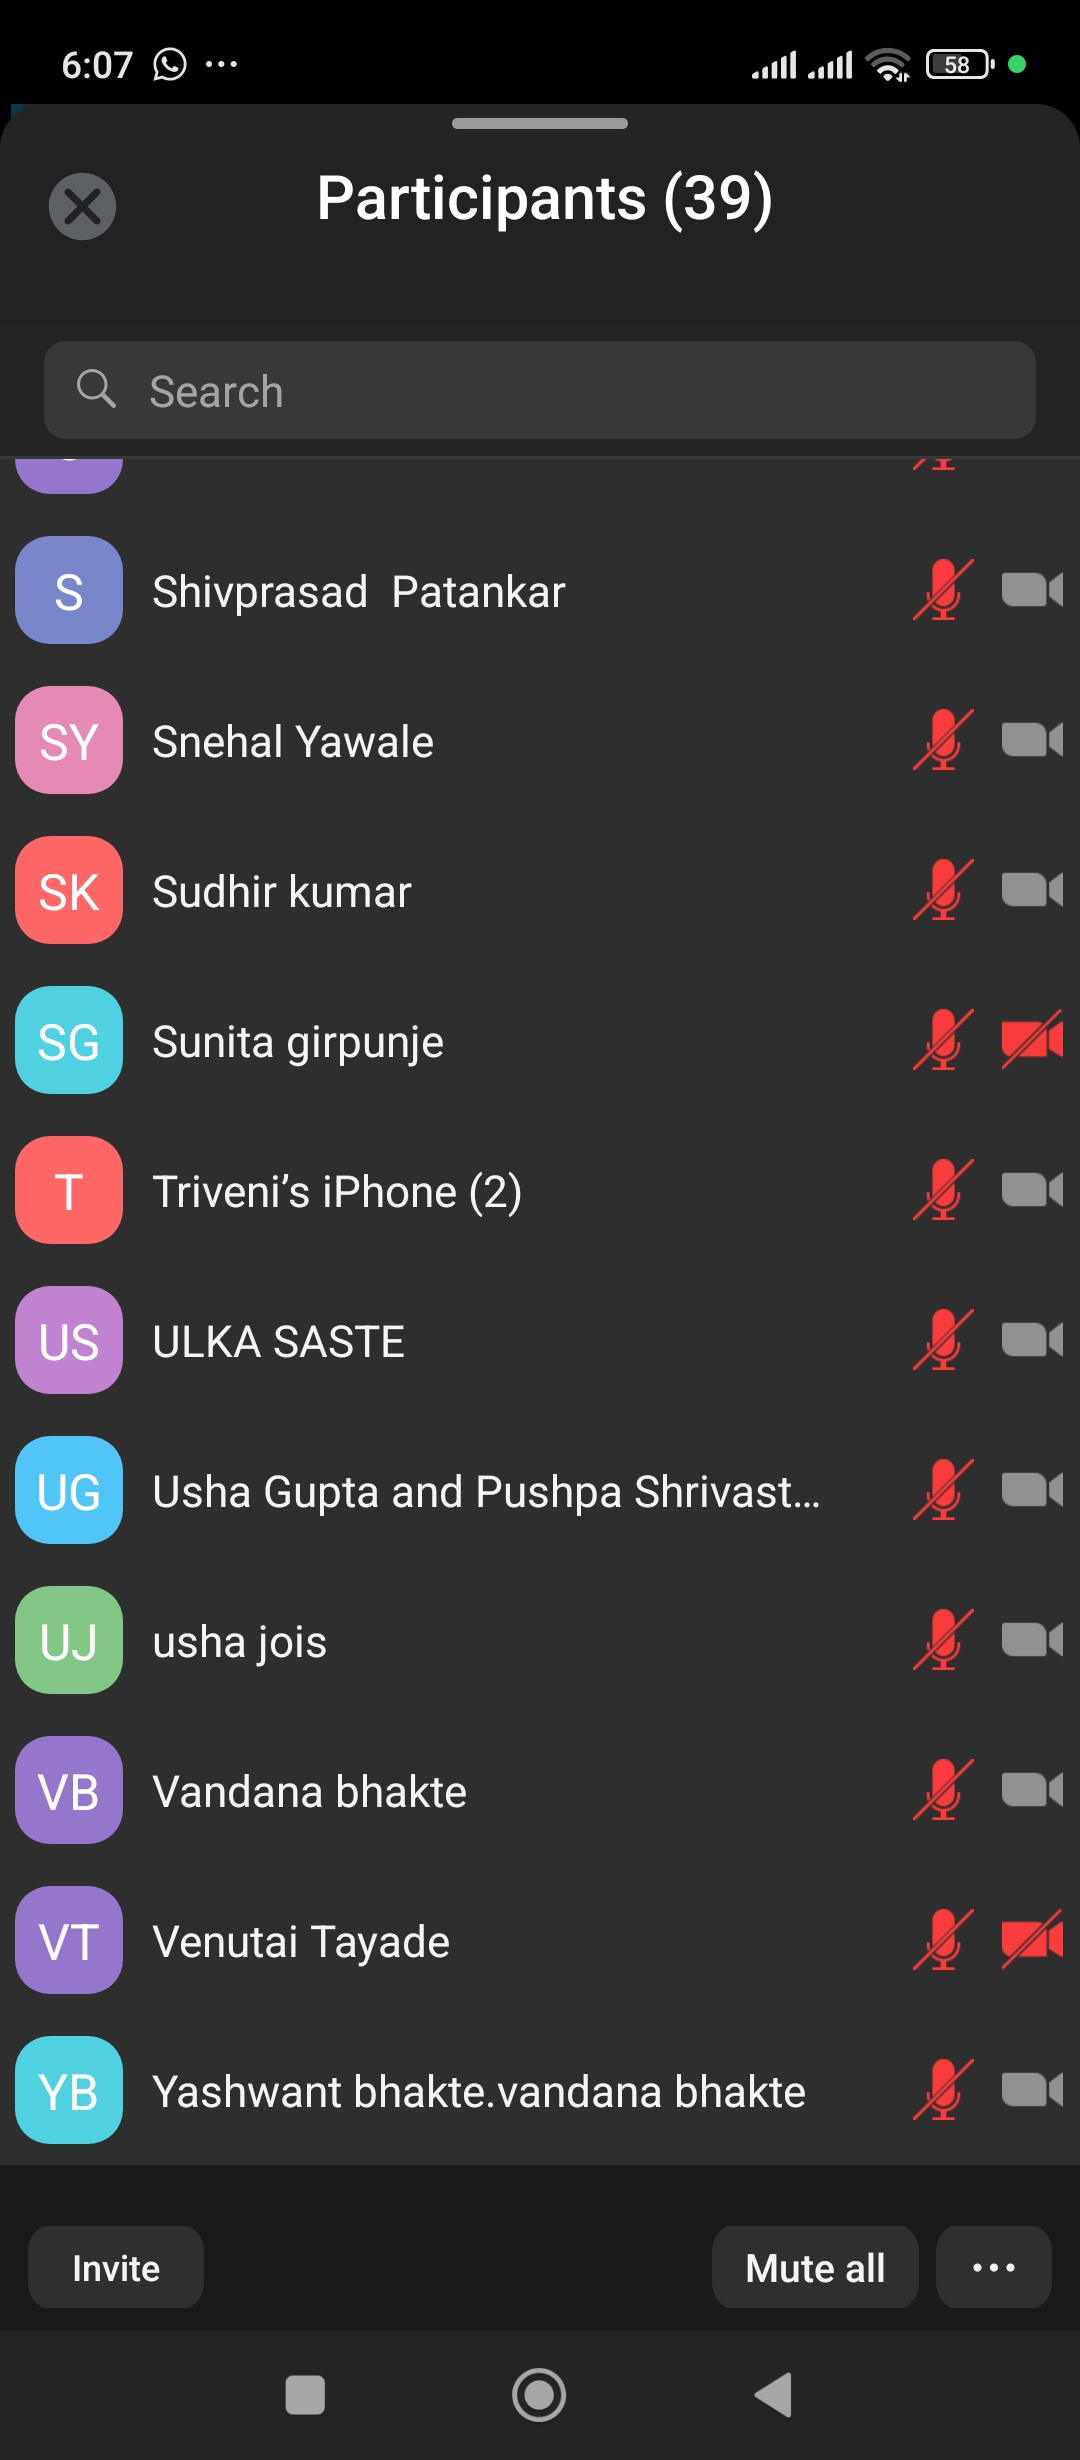 6:07
58
Participants (39)
Search
S Shivprasad  Patankar
SY Snehal Yawale
SK Sudhir kumar
SG Sunita girpunje
T Triveni’s iPhone (2)
US ULKA SASTE
UG Usha Gupta and Pushpa Shrivast...
UJ usha jois
VB Vandana bhakte
VT Venutai Tayade
YB Yashwant bhakte.vandana bhakte
Invite Mute all